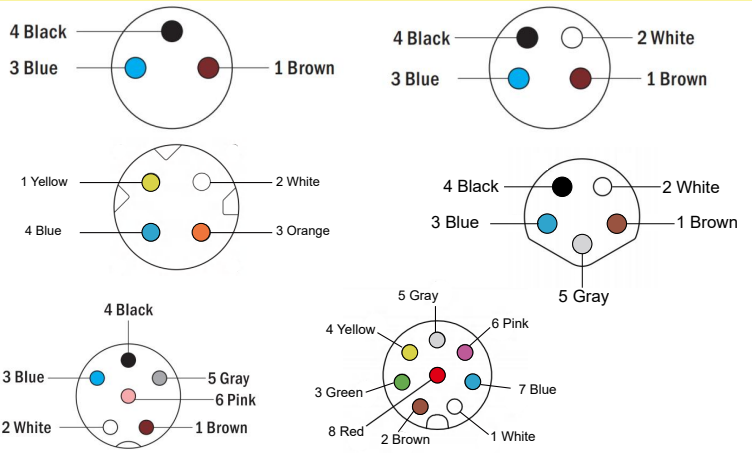 4 Black
3 Blue
1 Brown
4 Black
2 White
3 Blue
1 Brown
1 Yellow
2 White
4 Blue
3 Orange
4 Black
2 White
3 Blue
1 Brown
5 Gray
4 Black
3 Blue
5 Gray
6 Pink
2 White
1 Brown
5 Gray
4 Yellow
6 Pink
3 Green
7 Blue
8 Red
2 Brown
1 White